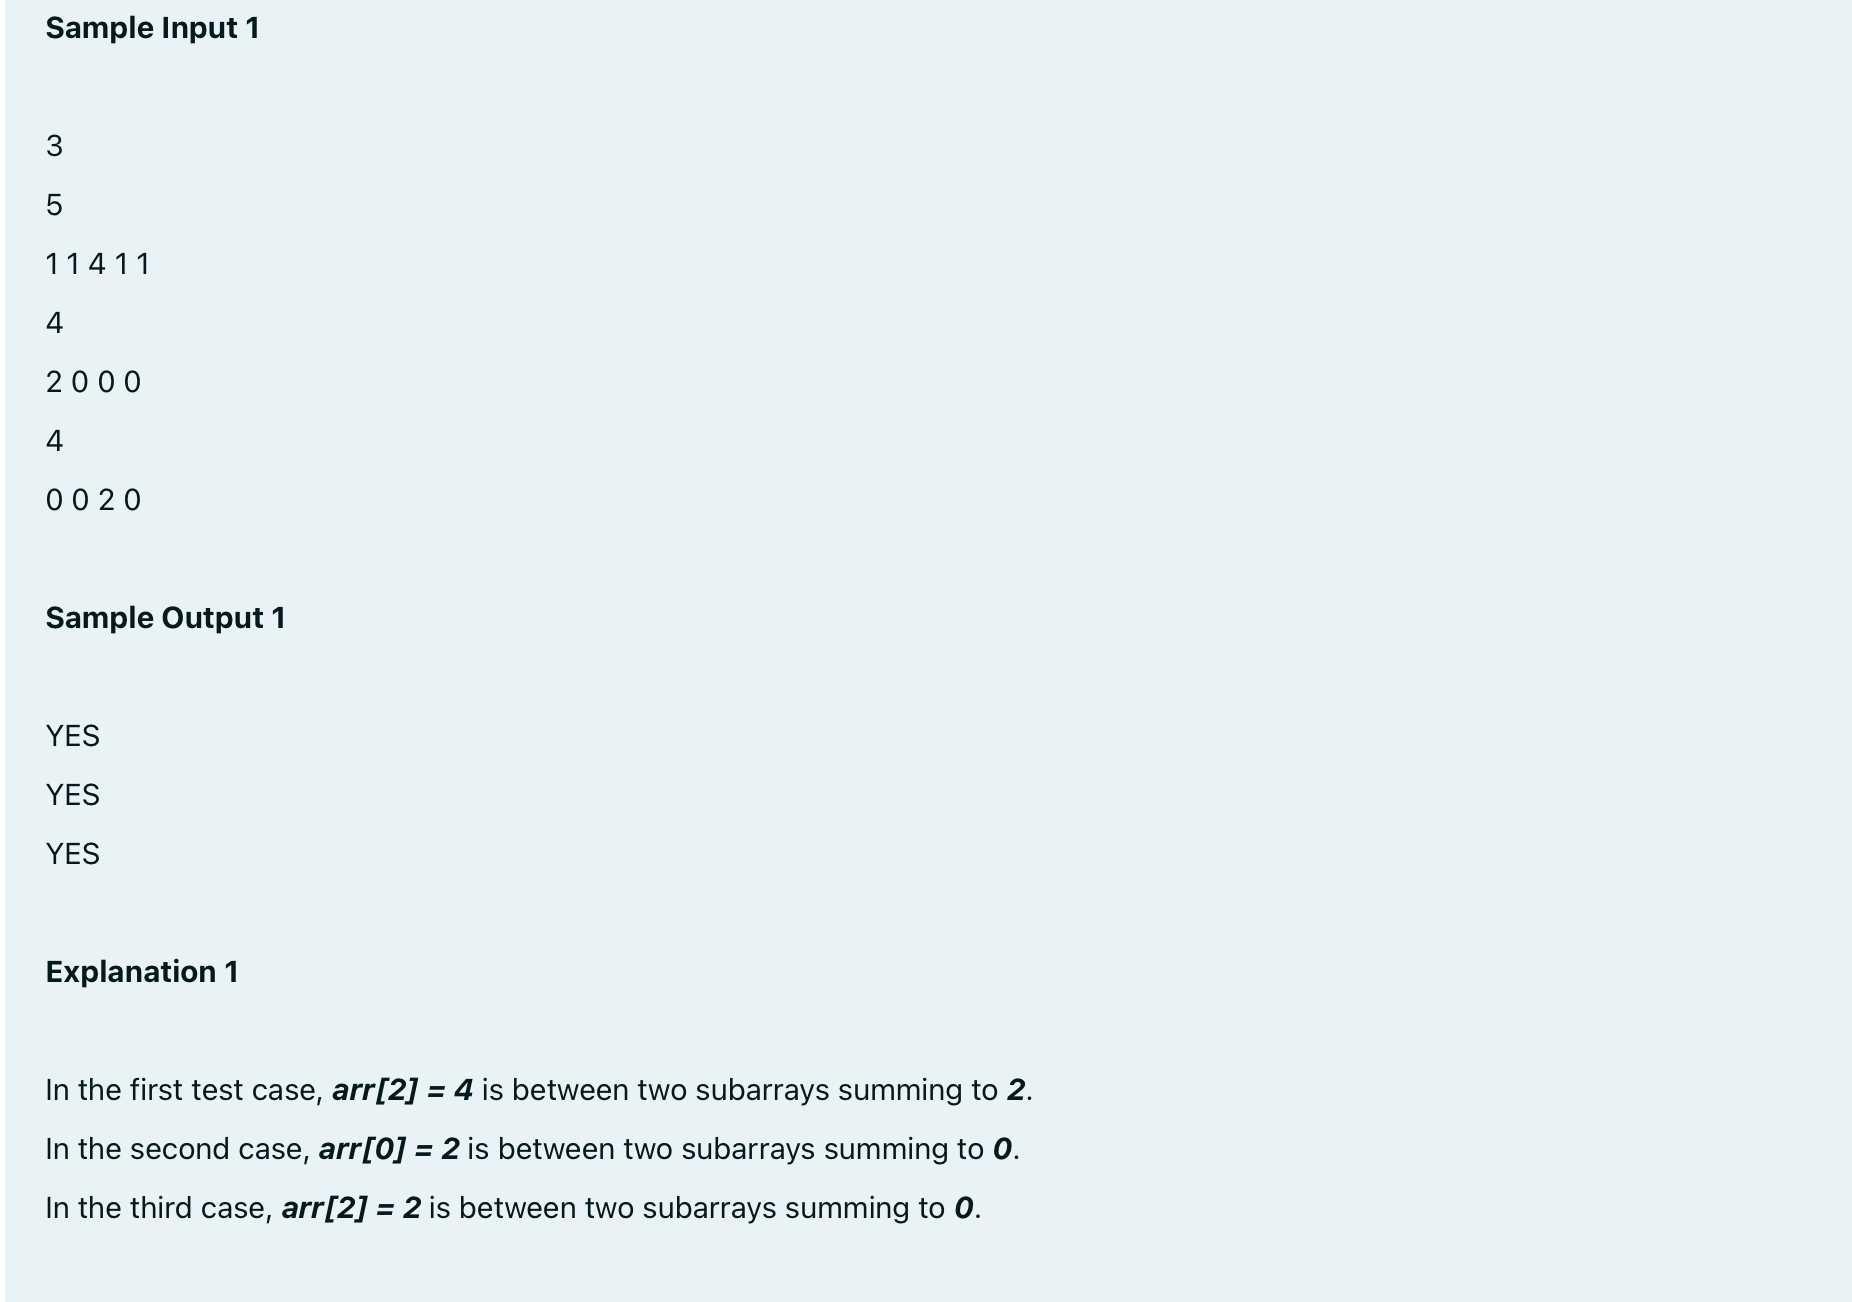 Sample Input 1
3
5
1 1 4 1 1
4
2 0 0 0
4
0 0 2 0
Sample Output 1
YES
YES
YES
Explanation 1
In the first test case, arr[2] = 4 is between two subarrays summing to 2.
In the second case, arr[0] = 2 is between two subarrays summing to 0.
In the third case, arr[2] = 2 is between two subarrays summing to 0.